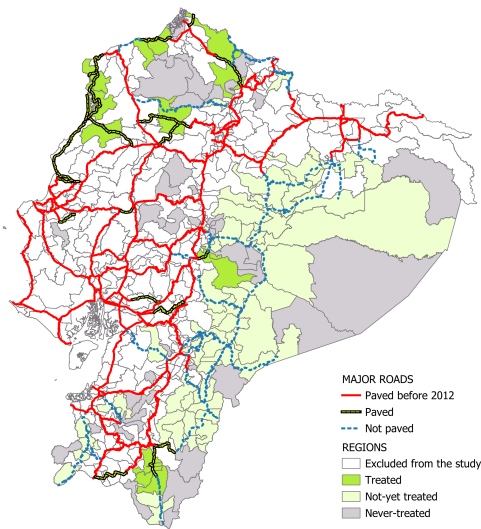 MAJOR ROADS
Paved before 2012
Paved
Not paved
REGIONS
Excluded from the study
Treated
Not-yet treated
Never-treated